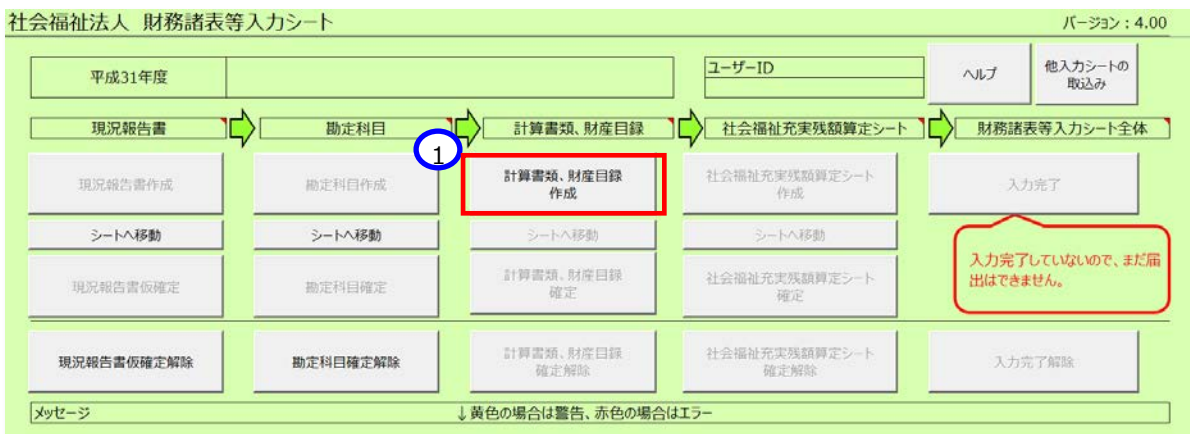 社会福祉法人 財務諸表等入力シート
バージョン：4.00
平成31年度
ユーザーID
ヘルプ
他入力シートの
取込み
現況報告書
勘定科目
計算書類、財産目録
社会福祉充実残額算定シート
財務諸表等入力シート全体
1
現況報告書作成
勘定科目作成
計算書類、財産目録
作成
社会福祉充実残額算定シート
作成
入力完了
シートへ移動
シートへ移動
シートへ移動
シートへ移動
入力完了していないので、まだ届
出はできません。
現況報告書仮確定
勘定科目確定
計算書類、財産目録
確定
社会福祉充実残額算定シート
確定
現況報告書仮確定解除
勘定科目確定解除
計算書類、財産目録
確定解除
社会福祉充実残額算定シート
確定解除
入力完了解除
メッセージ
↓黄色の場合は警告、赤色の場合はエラー